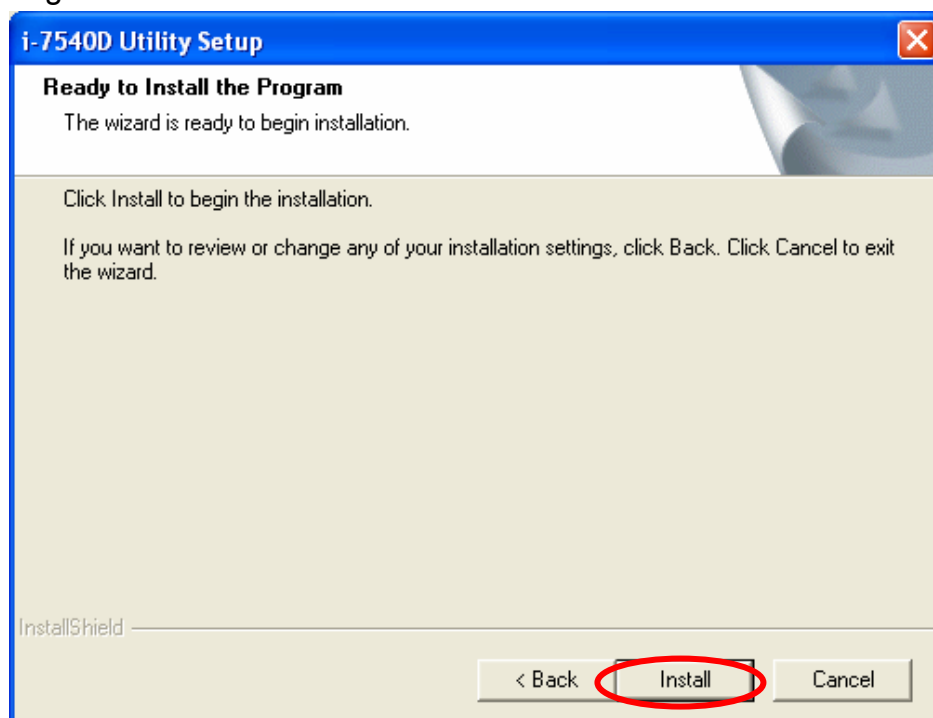 i-7540D Utility Setup
Ready to Install the Program
The wizard is ready to begin installation.
Click Install to begin the installation.
If you want to review or change any of your installation settings, click Back. Click Cancel to exit
the wizard.
InstallShield
< Back Install Cancel